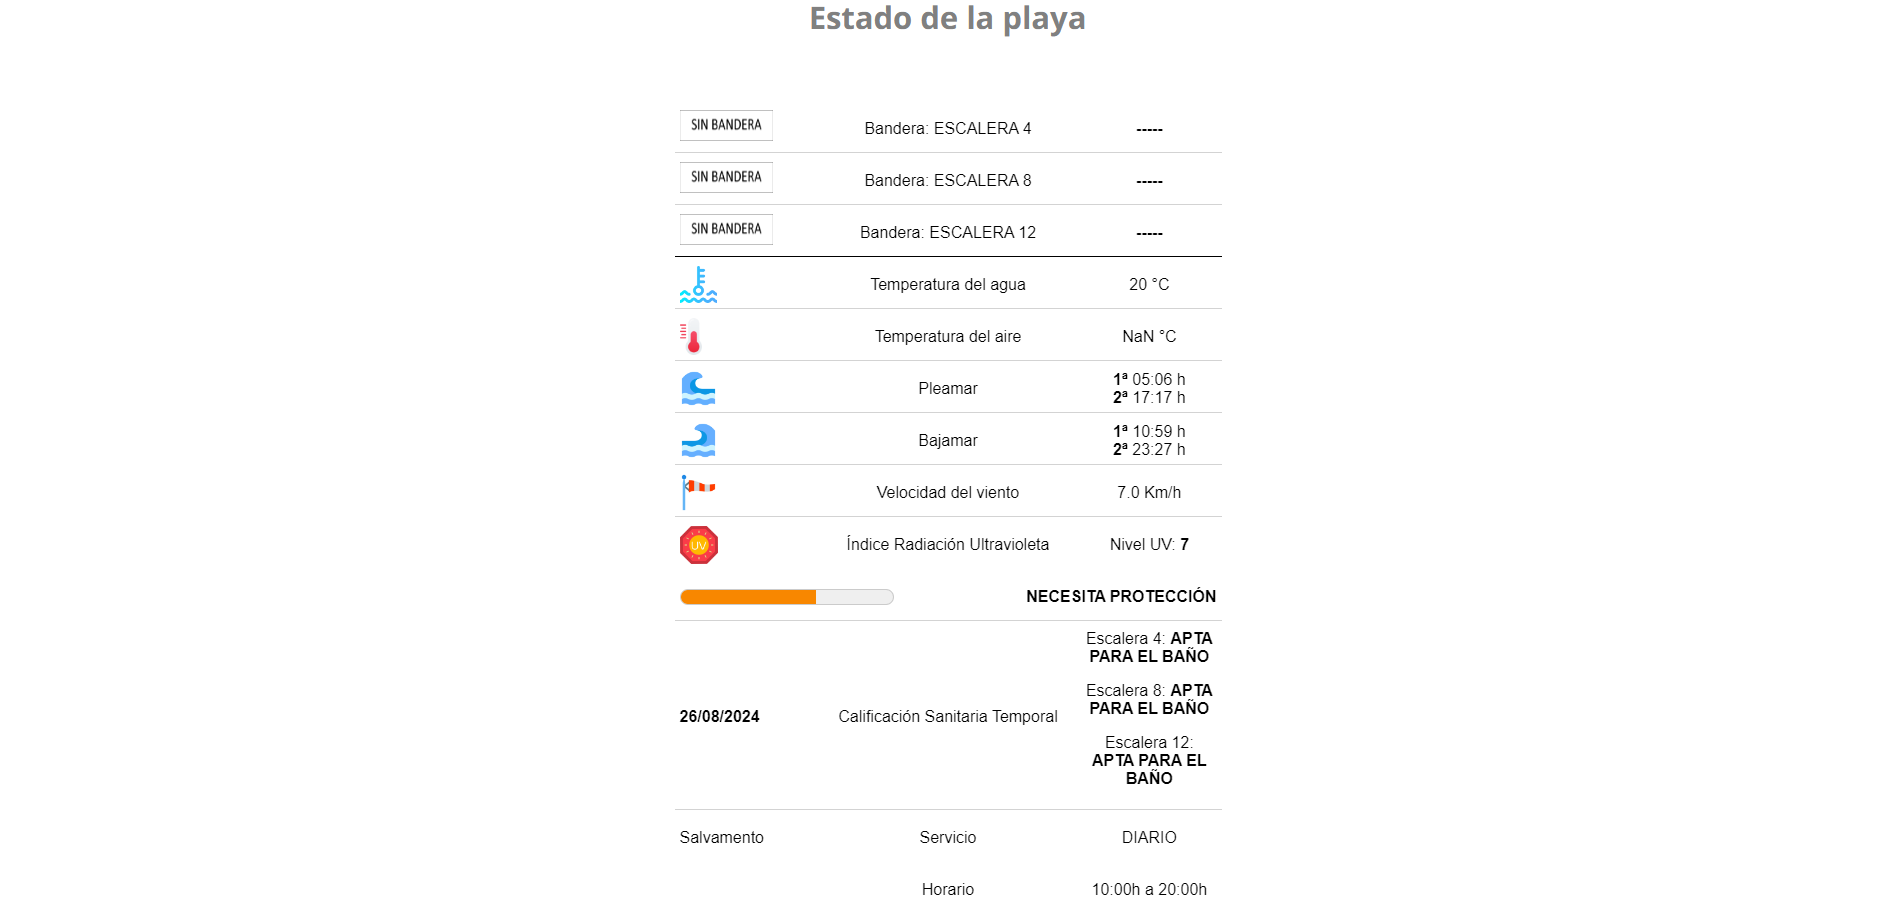 Estado de la playa
SIN BANDERA Bandera: ESCALERA 4 -----
SIN BANDERA Bandera: ESCALERA 8 -----
SIN BANDERA Bandera: ESCALERA 12 -----
Temperatura del agua 20 °C
Temperatura del aire NaN °C
Pleamar
1ª 05:06 h
2ª 17:17 h
Bajamar
1ª 10:59 h
2ª 23:27 h
Velocidad del viento 7.0 Km/h
UV Índice Radiación Ultravioleta Nivel UV: 7
NECESITA PROTECCIÓN
26/08/2024 Calificación Sanitaria Temporal
Escalera 4: APTA
PARA EL BAÑO
Escalera 8: APTA
PARA EL BAÑO
Escalera 12:
APTA PARA EL
BAÑO
Salvamento Servicio DIARIO
Horario 10:00h a 20:00h